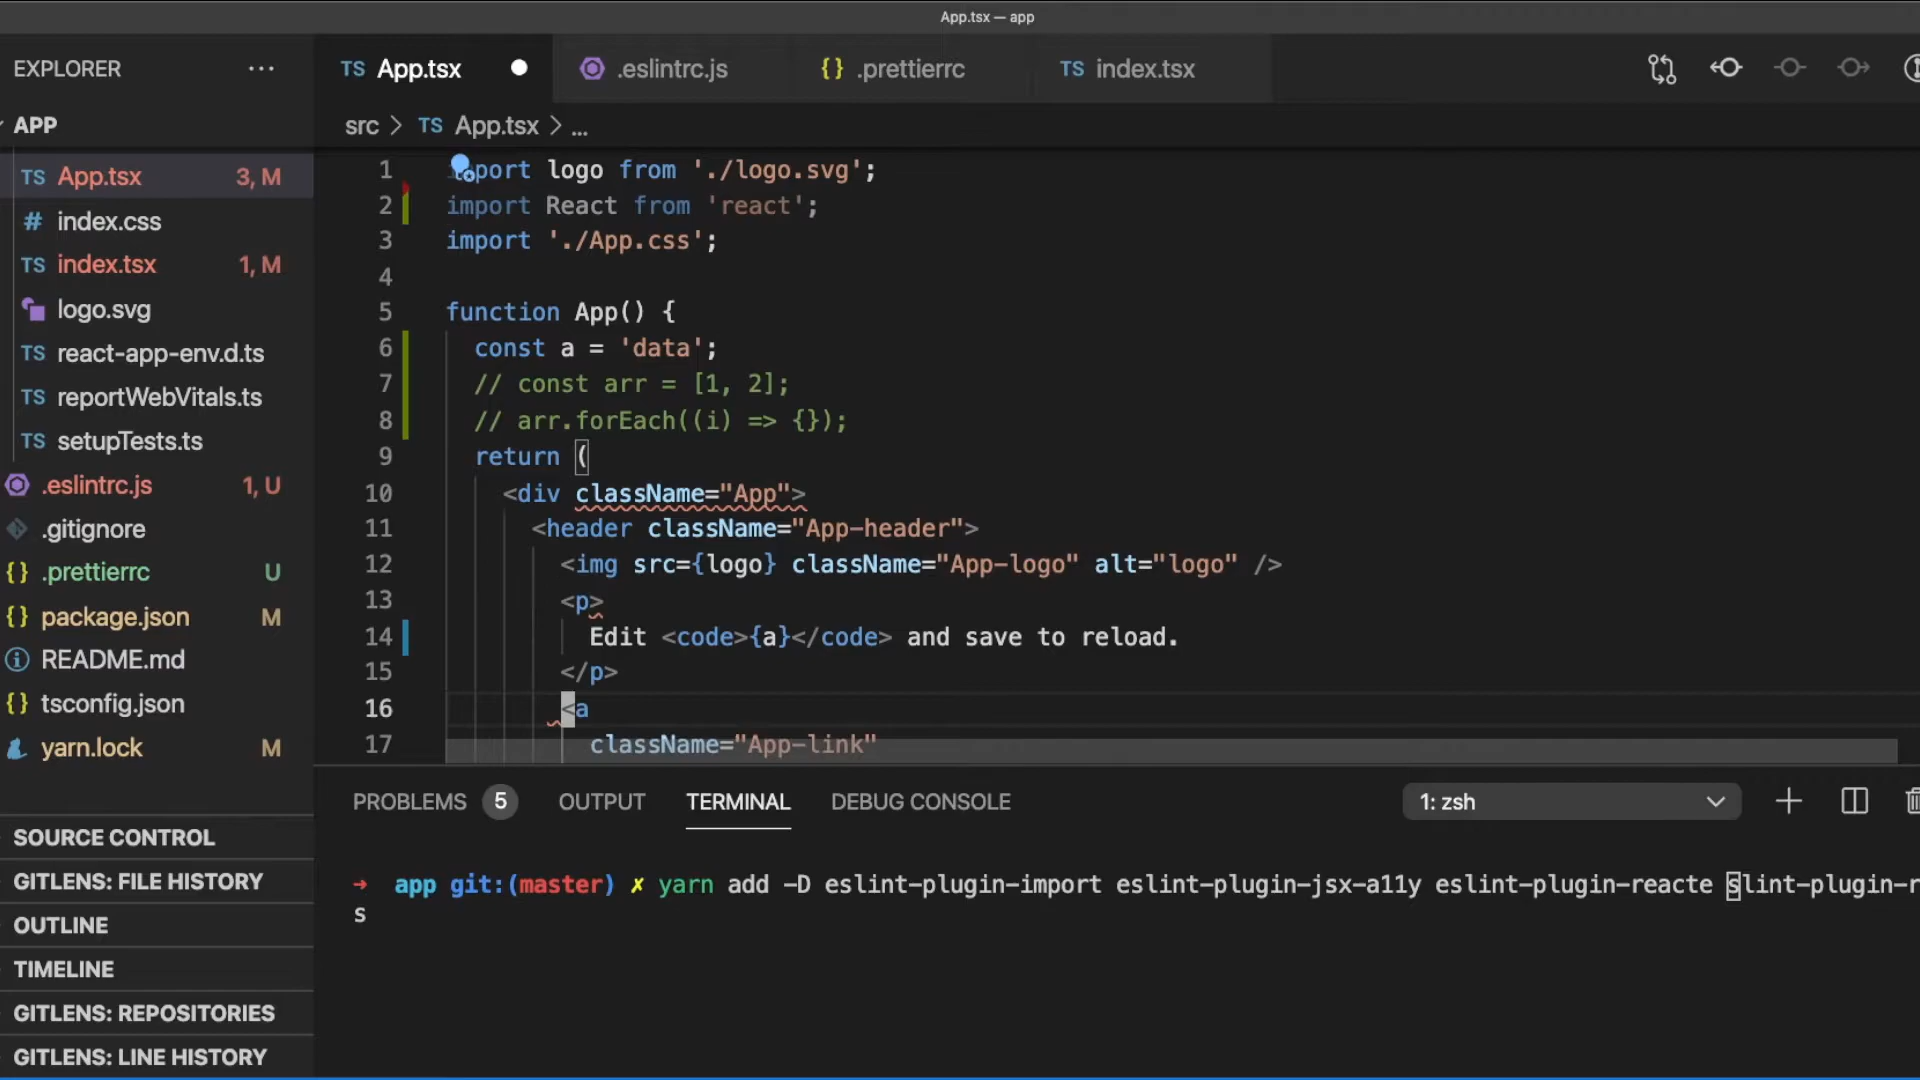 App.tsx — app
EXPLORER
APP
TS App.tsx 3, M
# index.css
TS index.tsx 1, M
logo.svg
TS react-app-env.d.ts
TS reportWebVitals.ts
TS setupTests.ts
.eslintrc.js 1, U
.gitignore
{} .prettierrc U
{} package.json M
README.md
{} tsconfig.json
yarn.lock M
SOURCE CONTROL
GITLENS: FILE HISTORY
OUTLINE
TIMELINE
GITLENS: REPOSITORIES
GITLENS: LINE HISTORY
TS App.tsx
.eslintrc.js
{} .prettierrc
TS index.tsx
src > TS App.tsx > ...
1 port logo from './logo.svg';
2 import React from 'react';
3 import './App.css';
4
5 function App() {
6 const a = 'data';
7 // const arr = [1, 2];
8 // arr.forEach((i) => {});
9 return (
10 <div className="App">
11 <header className="App-header">
12 <img src={logo} className="App-logo" alt="logo" />
13 <p>
14 Edit <code>{a}</code> and save to reload.
15 </p>
16 <a
17 className="App-link"
PROBLEMS 5 OUTPUT TERMINAL DEBUG CONSOLE 1: zsh
→ app git:(master) ✗ yarn add -D eslint-plugin-import eslint-plugin-jsx-a11y eslint-plugin-reacte slint-plugin-r
s